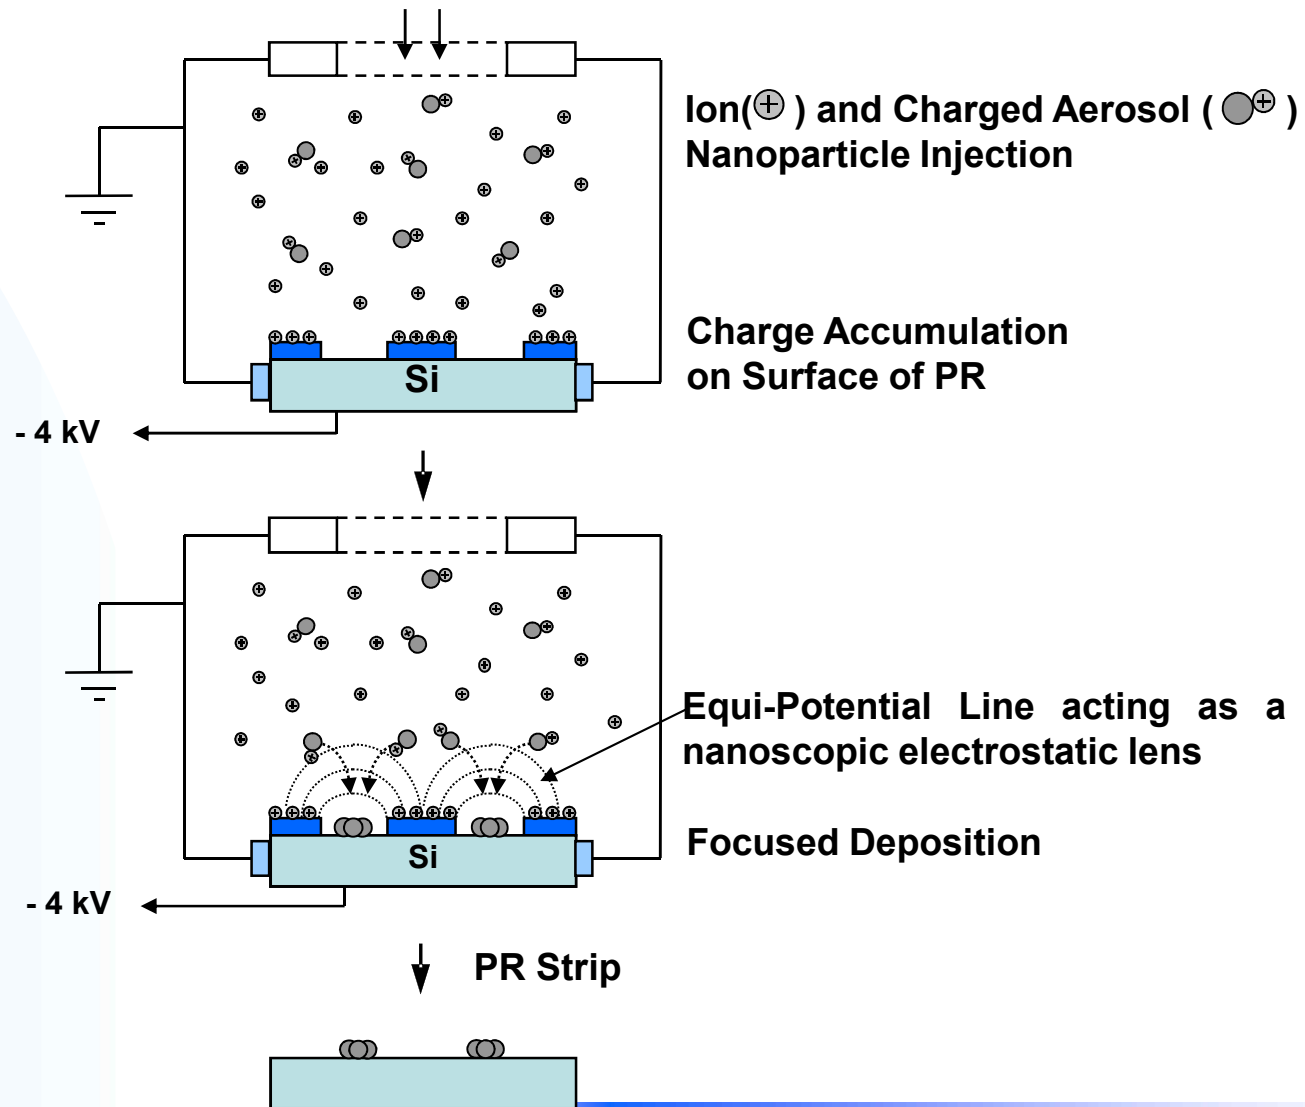 Ion(+) and Charged Aerosol ( + )
Nanoparticle Injection
Charge Accumulation
on Surface of PR
Si
- 4 kV
Equi-Potential Line acting as a
nanoscopic electrostatic lens
Focused Deposition
Si
- 4 kV
PR Strip